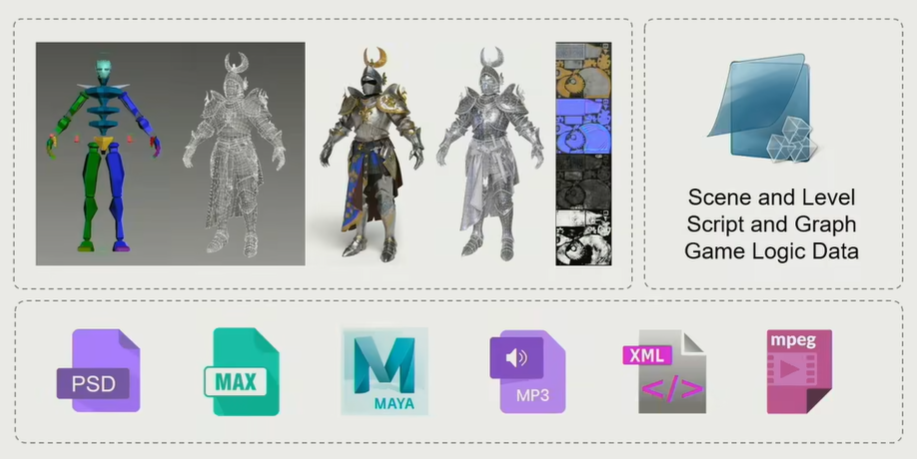 Scene and Level
Script and Graph
Game Logic Data
PSD
MAX
MAYA
MP3
XML
</>
mpeg